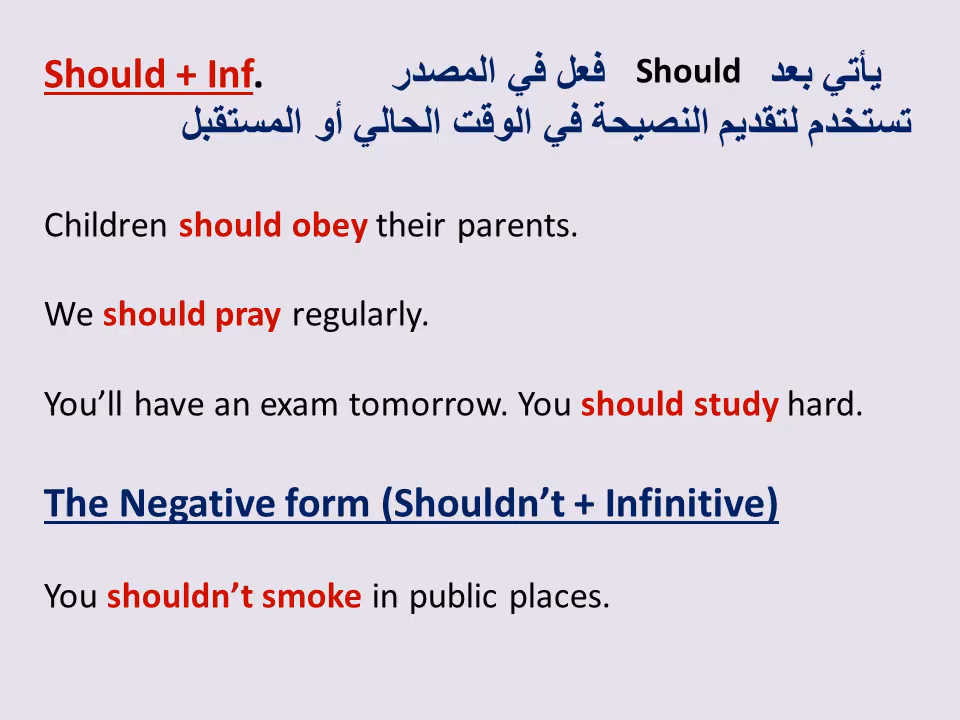 Should + Inf. يأتي بعد Should فعل في المصدر
تستخدم لتقديم النصيحة في الوقت الحالي أو المستقبل
Children should obey their parents.
We should pray regularly.
You’ll have an exam tomorrow. You should study hard.
The Negative form (Shouldn’t + Infinitive)
You shouldn’t smoke in public places.